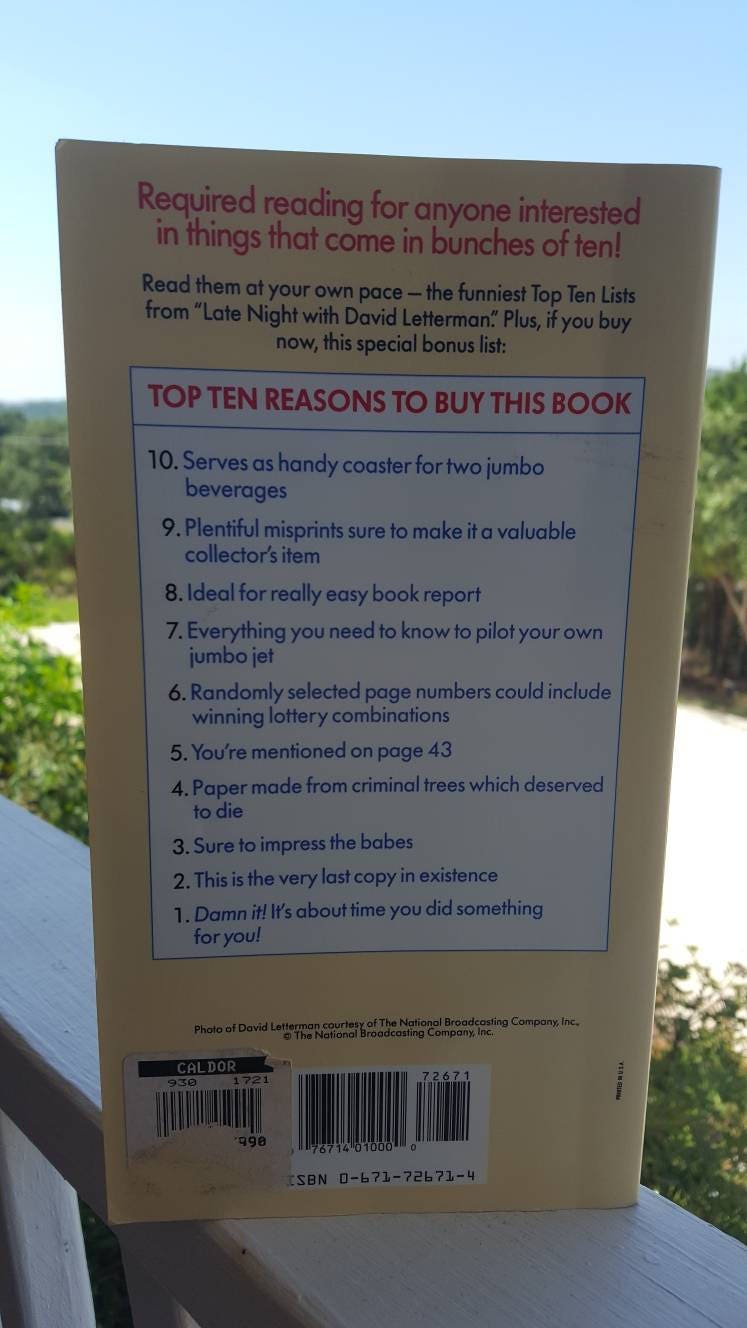 Required reading for anyone interested
in things that come in bunches of ten!
Read them at your own pace — the funniest Top Ten Lists
from "Late Night with David Letterman." Plus, if you buy
now, this special bonus list:
TOP TEN REASONS TO BUY THIS BOOK
10. Serves as handy coaster for two jumbo
beverages
9. Plentiful misprints sure to make it a valuable
collector's item
8. Ideal for really easy book report
7. Everything you need to know to pilot your own
jumbo jet
6. Randomly selected page numbers could include
winning lottery combinations
5. You're mentioned on page 43
4. Paper made from criminal trees which deserved
to die
3. Sure to impress the babes
2. This is the very last copy in existence
1. Damn it! It's about time you did something
for you!
Photo of David Letterman courtesy of The National Broadcasting Company, Inc.,
© The National Broadcasting Company, Inc.
PRINTED IN U.S.A.
CALDOR
930 1721
990
72671
76714 01000 0
ISBN 0-671-72671-4